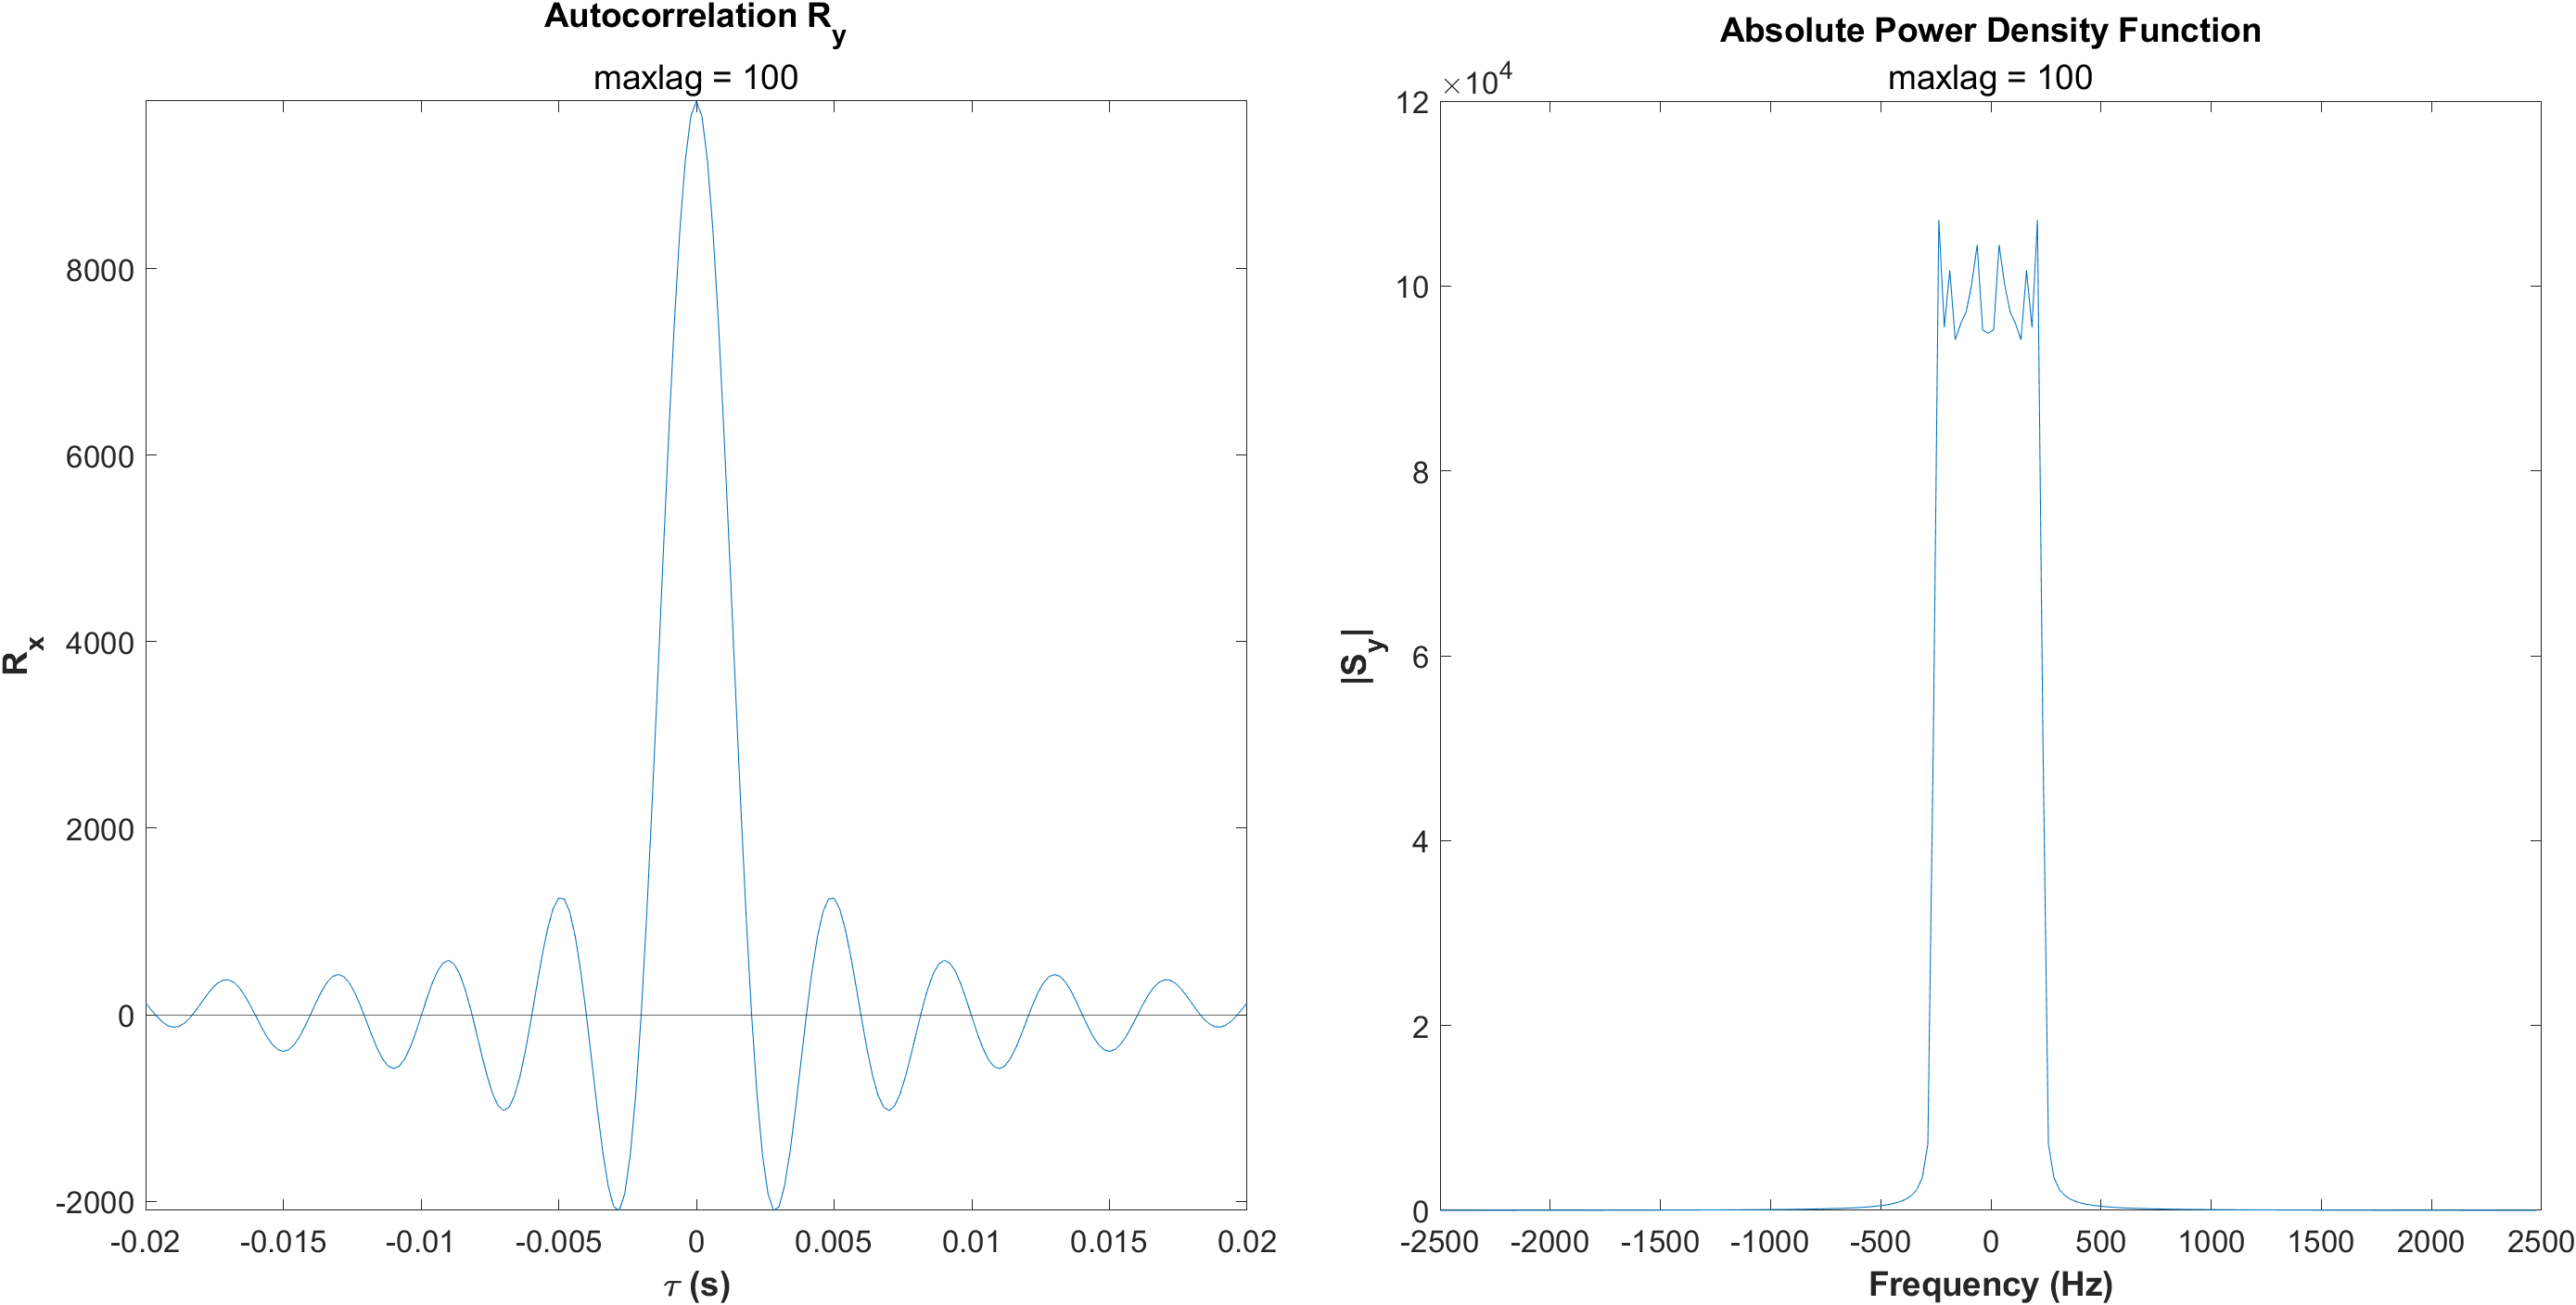 Autocorrelation R_y
maxlag = 100
8000
6000
4000
2000
0
-2000
R_x
-0.02 -0.015 -0.01 -0.005 0 0.005 0.01 0.015 0.02
τ (s)
Absolute Power Density Function
maxlag = 100
×10^4
12
10
8
6
4
2
0
|S_y|
-2500 -2000 -1500 -1000 -500 0 500 1000 1500 2000 2500
Frequency (Hz)